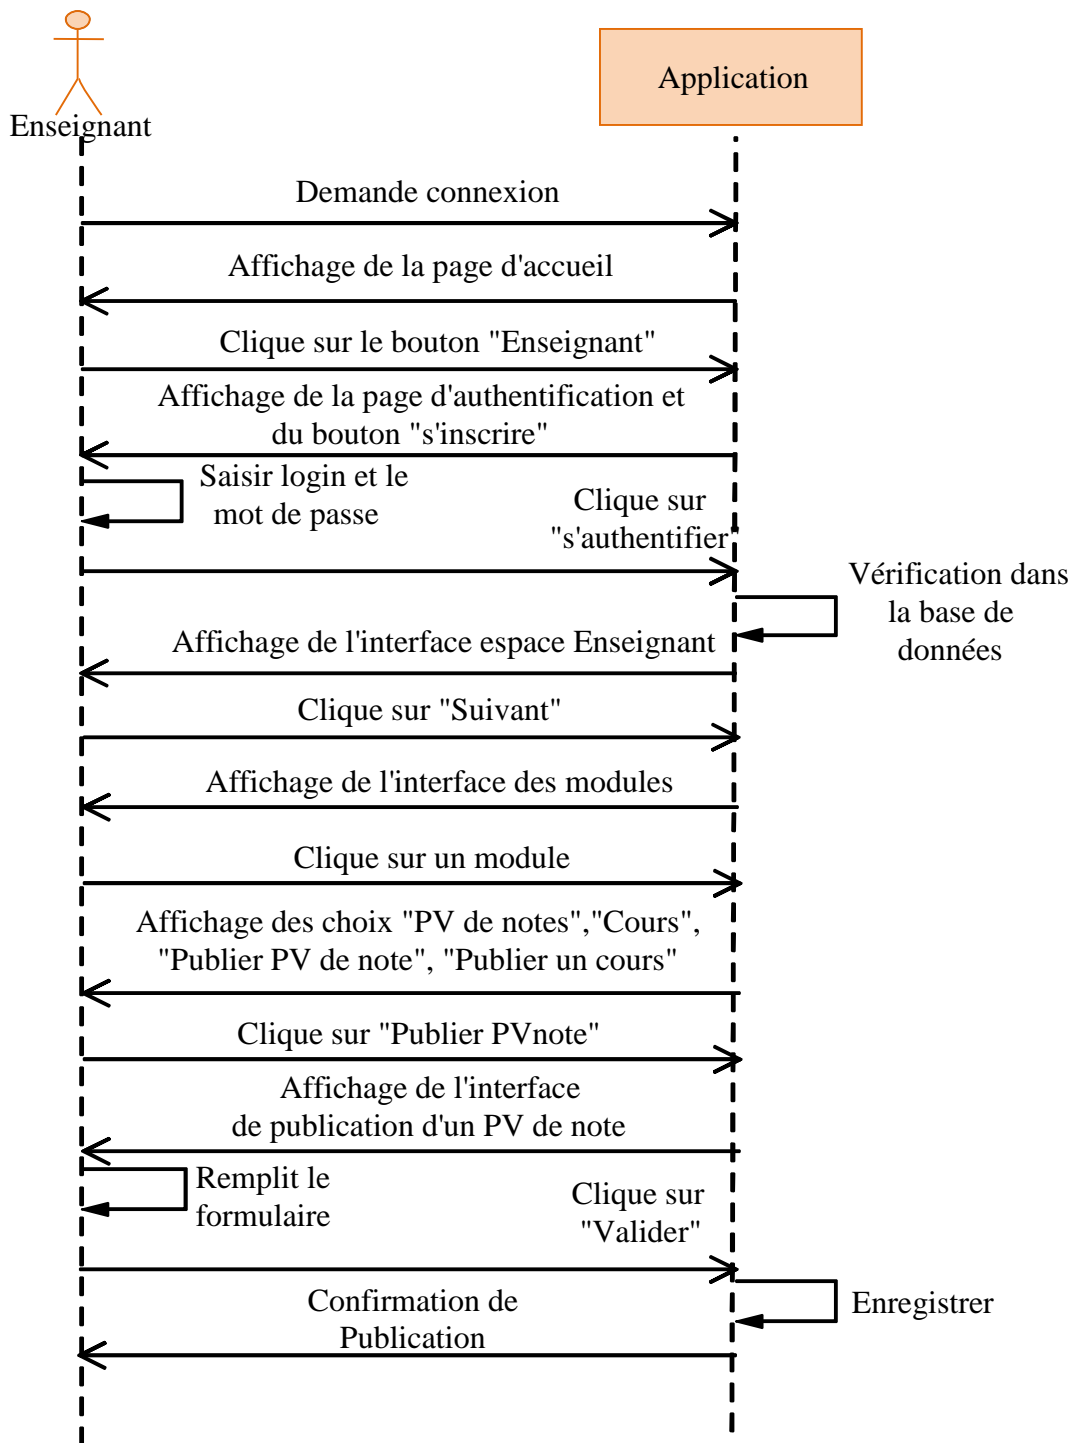 Enseignant
Application
Demande connexion
Affichage de la page d'accueil
Clique sur le bouton "Enseignant"
Affichage de la page d'authentification et
du bouton "s'inscrire"
Saisir login et le
mot de passe
Clique sur
"s'authentifier"
Vérification dans
la base de
données
Affichage de l'interface espace Enseignant
Clique sur "Suivant"
Affichage de l'interface des modules
Clique sur un module
Affichage des choix "PV de notes","Cours",
"Publier PV de note", "Publier un cours"
Clique sur "Publier PVnote"
Affichage de l'interface
de publication d'un PV de note
Remplit le
formulaire
Clique sur
"Valider"
Enregistrer
Confirmation de
Publication